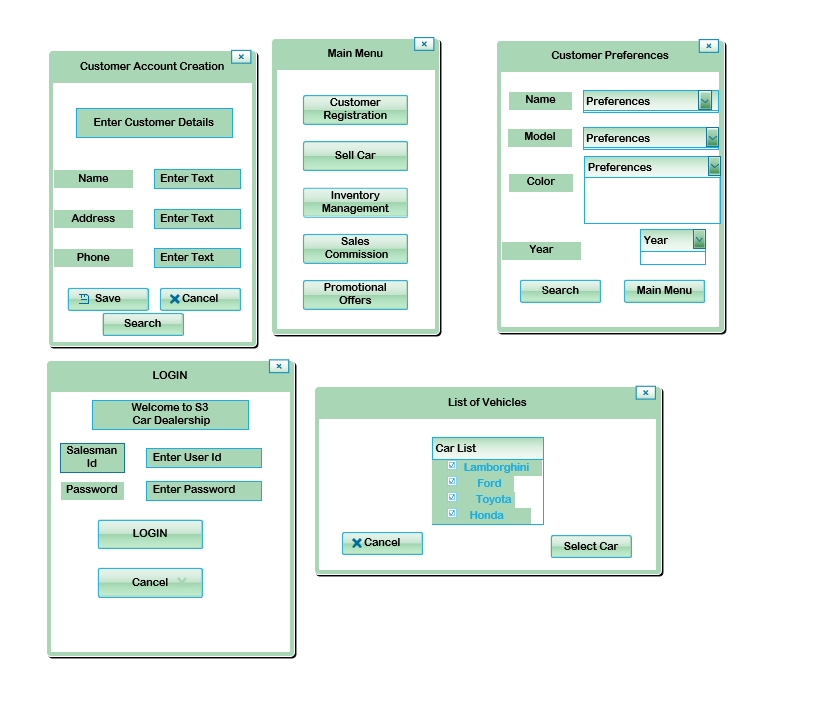 Customer Account Creation
Enter Customer Details
Name
Enter Text
Address
Enter Text
Phone
Enter Text
Save
Cancel
Search
Main Menu
Customer
Registration
Sell Car
Inventory
Management
Sales
Commission
Promotional
Offers
Customer Preferences
Name
Preferences
Model
Preferences
Color
Preferences
Year
Year
Search
Main Menu
LOGIN
Welcome to S3
Car Dealership
Salesman
Id
Enter User Id
Password
Enter Password
LOGIN
Cancel
List of Vehicles
Car List
Lamborghini
Ford
Toyota
Honda
Cancel
Select Car